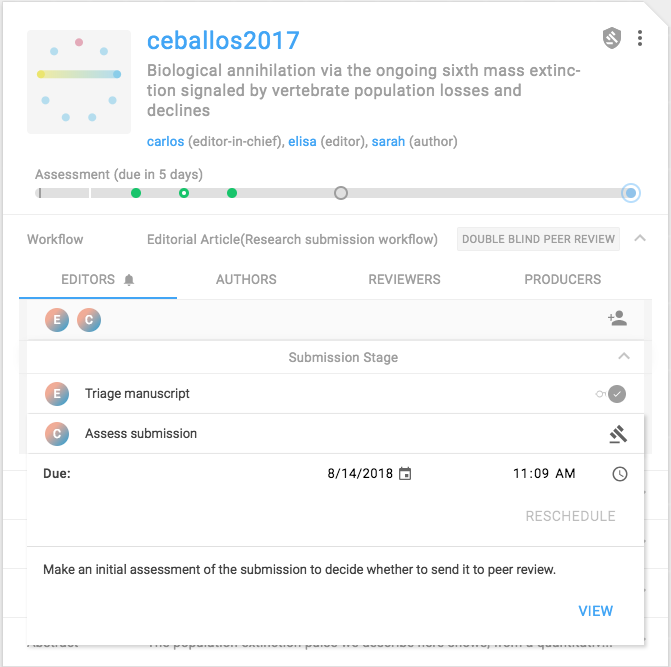 ceballos2017
Biological annihilation via the ongoing sixth mass extinc-
tion signaled by vertebrate population losses and
declines
carlos (editor-in-chief), elisa (editor), sarah (author)
Assessment (due in 5 days)
Workflow Editorial Article(Research submission workflow) DOUBLE BLIND PEER REVIEW
EDITORS AUTHORS REVIEWERS PRODUCERS
E C
Submission Stage
E Triage manuscript
C Assess submission
Due: 8/14/2018 11:09 AM
RESCHEDULE
Make an initial assessment of the submission to decide whether to send it to peer review.
VIEW